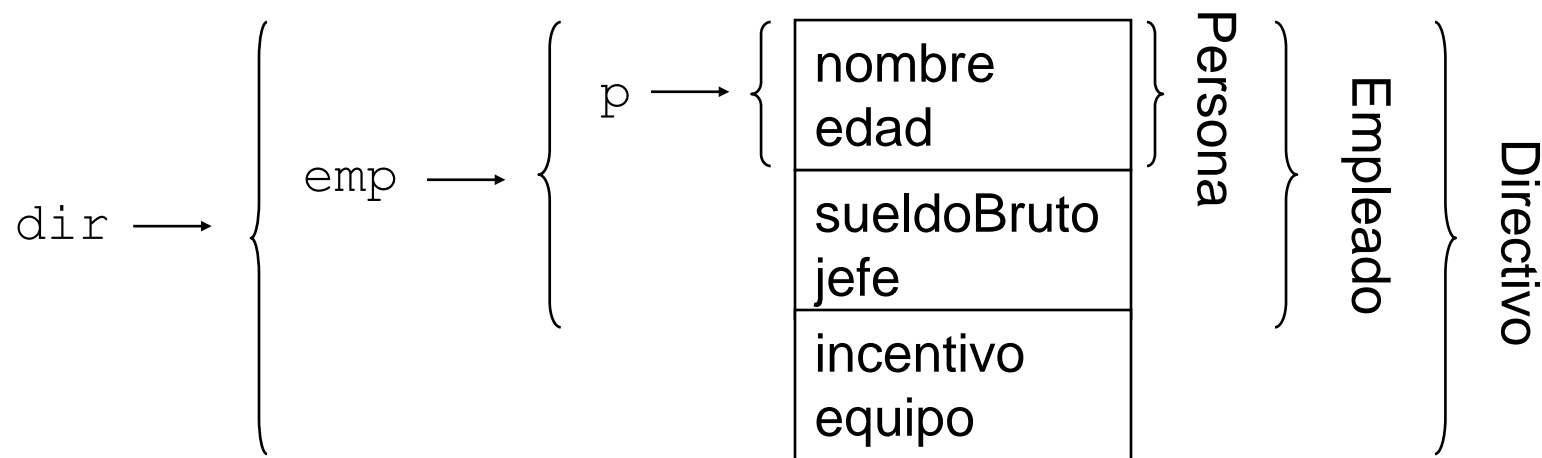 dir
emp
p
nombre
edad
sueldoBruto
jefe
incentivo
equipo
Persona
Empleado
Directivo